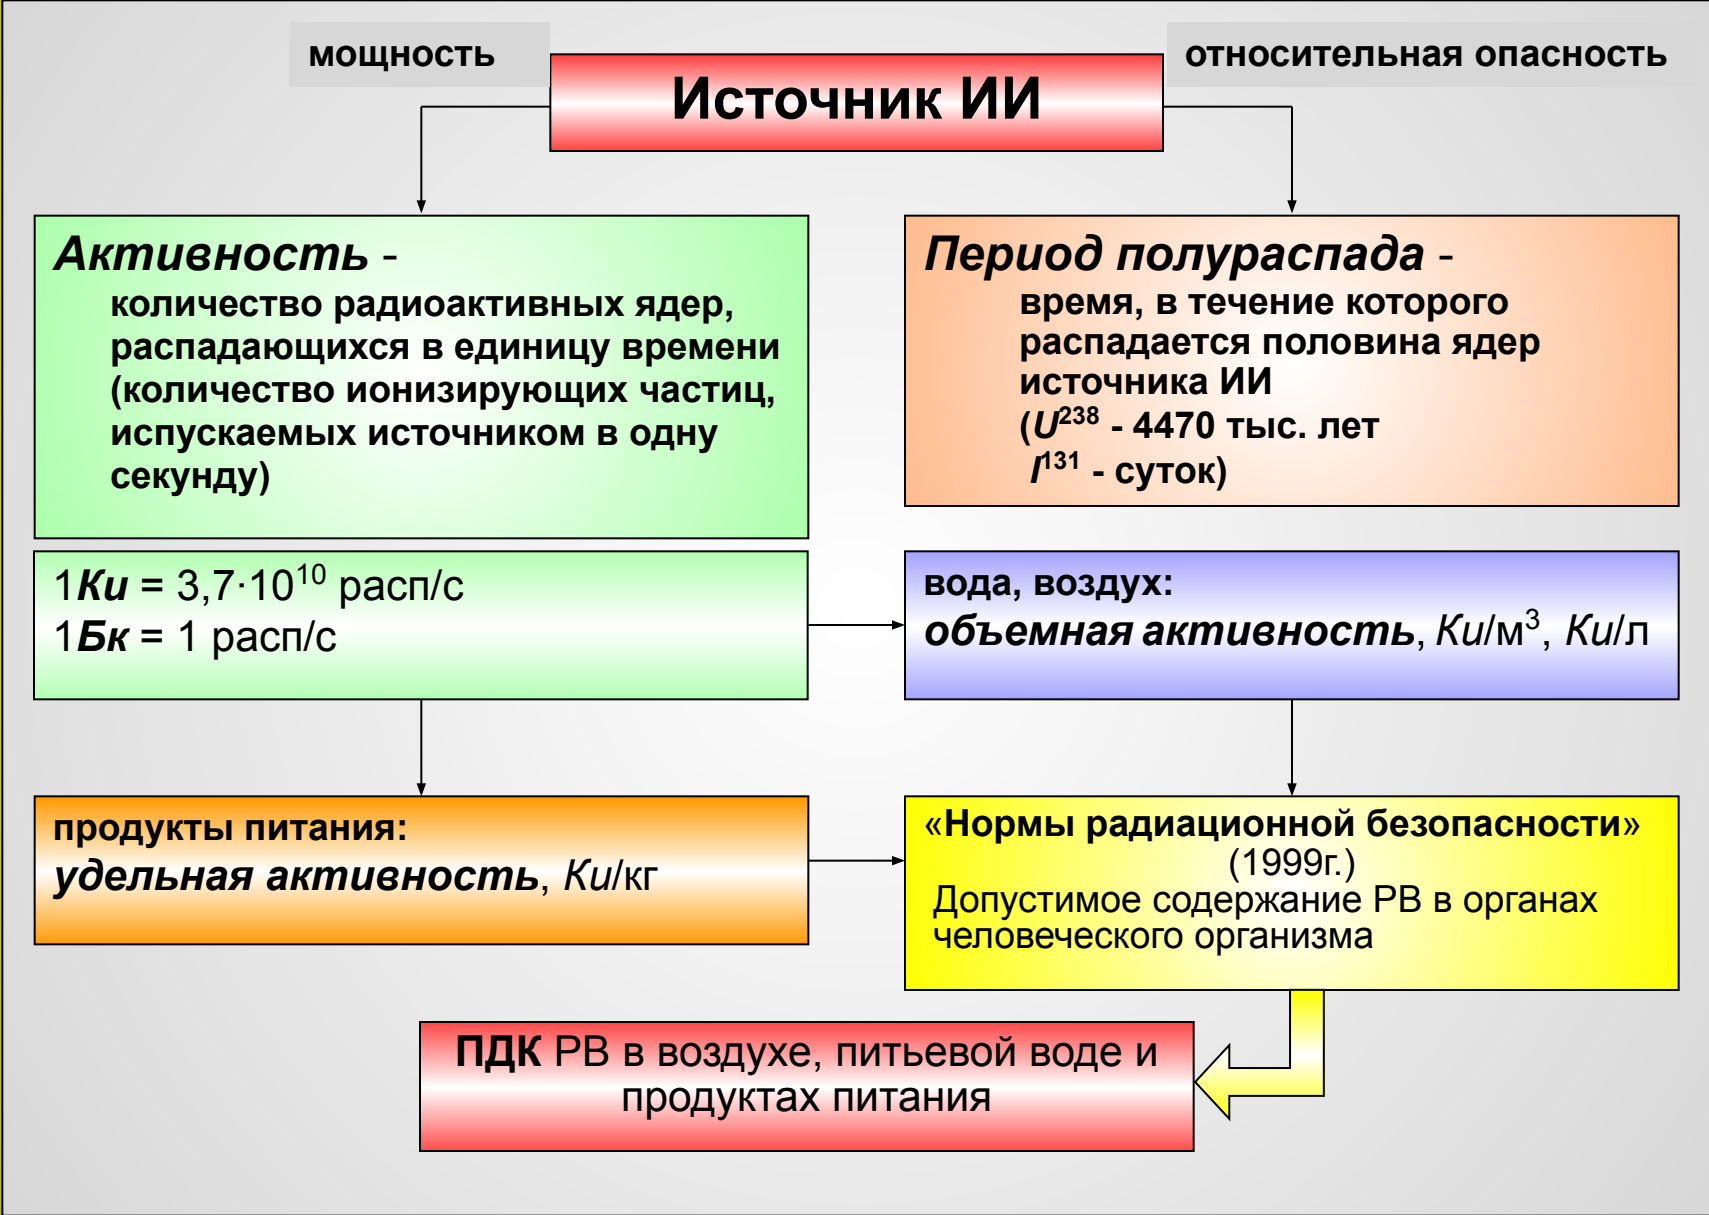 мощность
относительная опасность
Источник ИИ
Активность -
количество радиоактивных ядер,
распадающихся в единицу времени
(количество ионизирующих частиц,
испускаемых источником в одну
секунду)
Период полураспада -
время, в течение которого
распадается половина ядер
источника ИИ
(U²³⁸ - 4470 тыс. лет
I¹³¹ - суток)
1Ки = 3,7·10¹⁰ расп/с
1Бк = 1 расп/с
вода, воздух:
объемная активность, Ки/м³, Ки/л
продукты питания:
удельная активность, Ки/кг
«Нормы радиационной безопасности»
(1999г.)
Допустимое содержание РВ в органах
человеческого организма
ПДК РВ в воздухе, питьевой воде и
продуктах питания